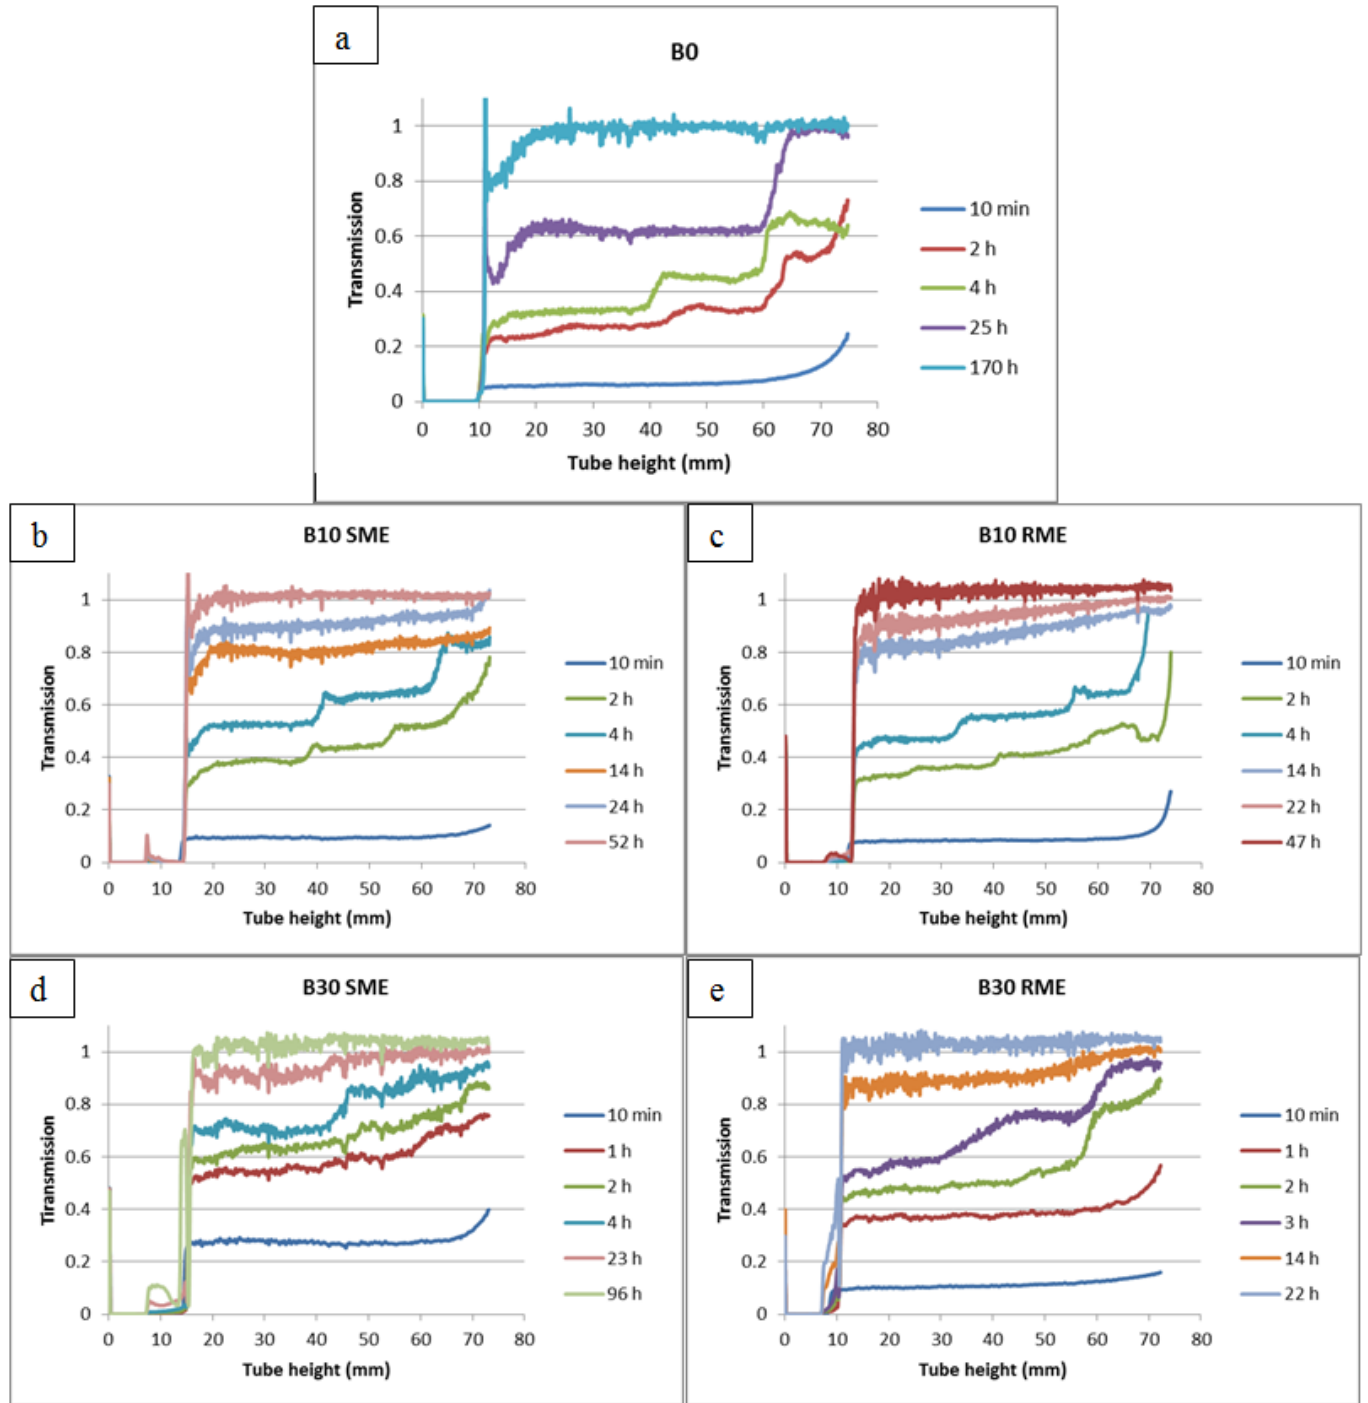 a
B0
Transmission
1
0.8
0.6
0.4
0.2
0
0 10 20 30 40 50 60 70 80
Tube height (mm)
10 min
2 h
4 h
25 h
170 h
b
B10 SME
Transmission
1
0.8
0.6
0.4
0.2
0
0 10 20 30 40 50 60 70 80
Tube height (mm)
10 min
2 h
4 h
14 h
24 h
52 h
c
B10 RME
Transmission
1
0.8
0.6
0.4
0.2
0
0 10 20 30 40 50 60 70 80
Tube height (mm)
10 min
2 h
4 h
14 h
22 h
47 h
d
B30 SME
Tiransmission
1
0.8
0.6
0.4
0.2
0
0 10 20 30 40 50 60 70 80
Tube height (mm)
10 min
1 h
2 h
4 h
23 h
96 h
e
B30 RME
Transmission
1
0.8
0.6
0.4
0.2
0
0 10 20 30 40 50 60 70 80
Tube height (mm)
10 min
1 h
2 h
3 h
14 h
22 h